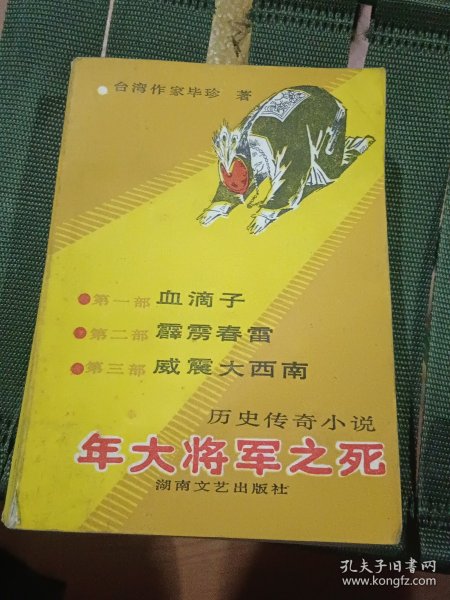 台湾作家毕珍 著
第一部 血滴子
第二部 霹雳春雷
第三部 威震大西南
历史传奇小说
年大将军之死
湖南文艺出版社
孔夫子旧书网
www.kongfz.com